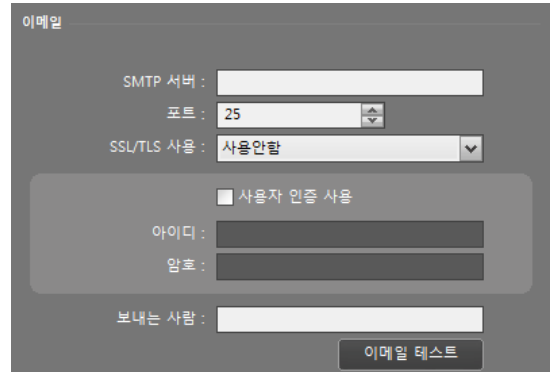 이메일
SMTP 서버 :
포트 : 25
SSL/TLS 사용 : 사용안함
사용자 인증 사용
아이디 :
암호 :
보내는 사람 :
이메일 테스트